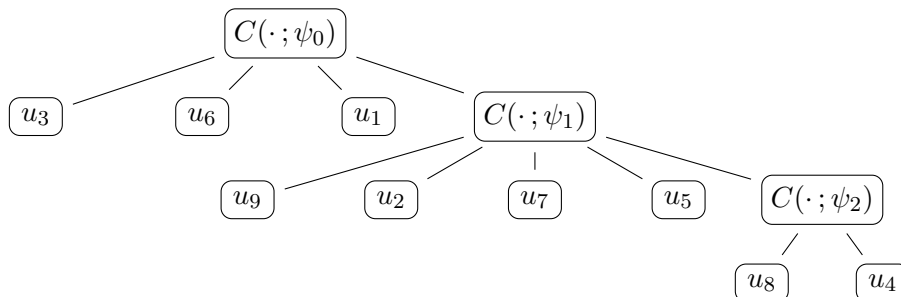 C(· ; ψ₀)
u₃ u₆ u₁ C(· ; ψ₁)
u₉ u₂ u₇ u₅ C(· ; ψ₂)
u₈ u₄